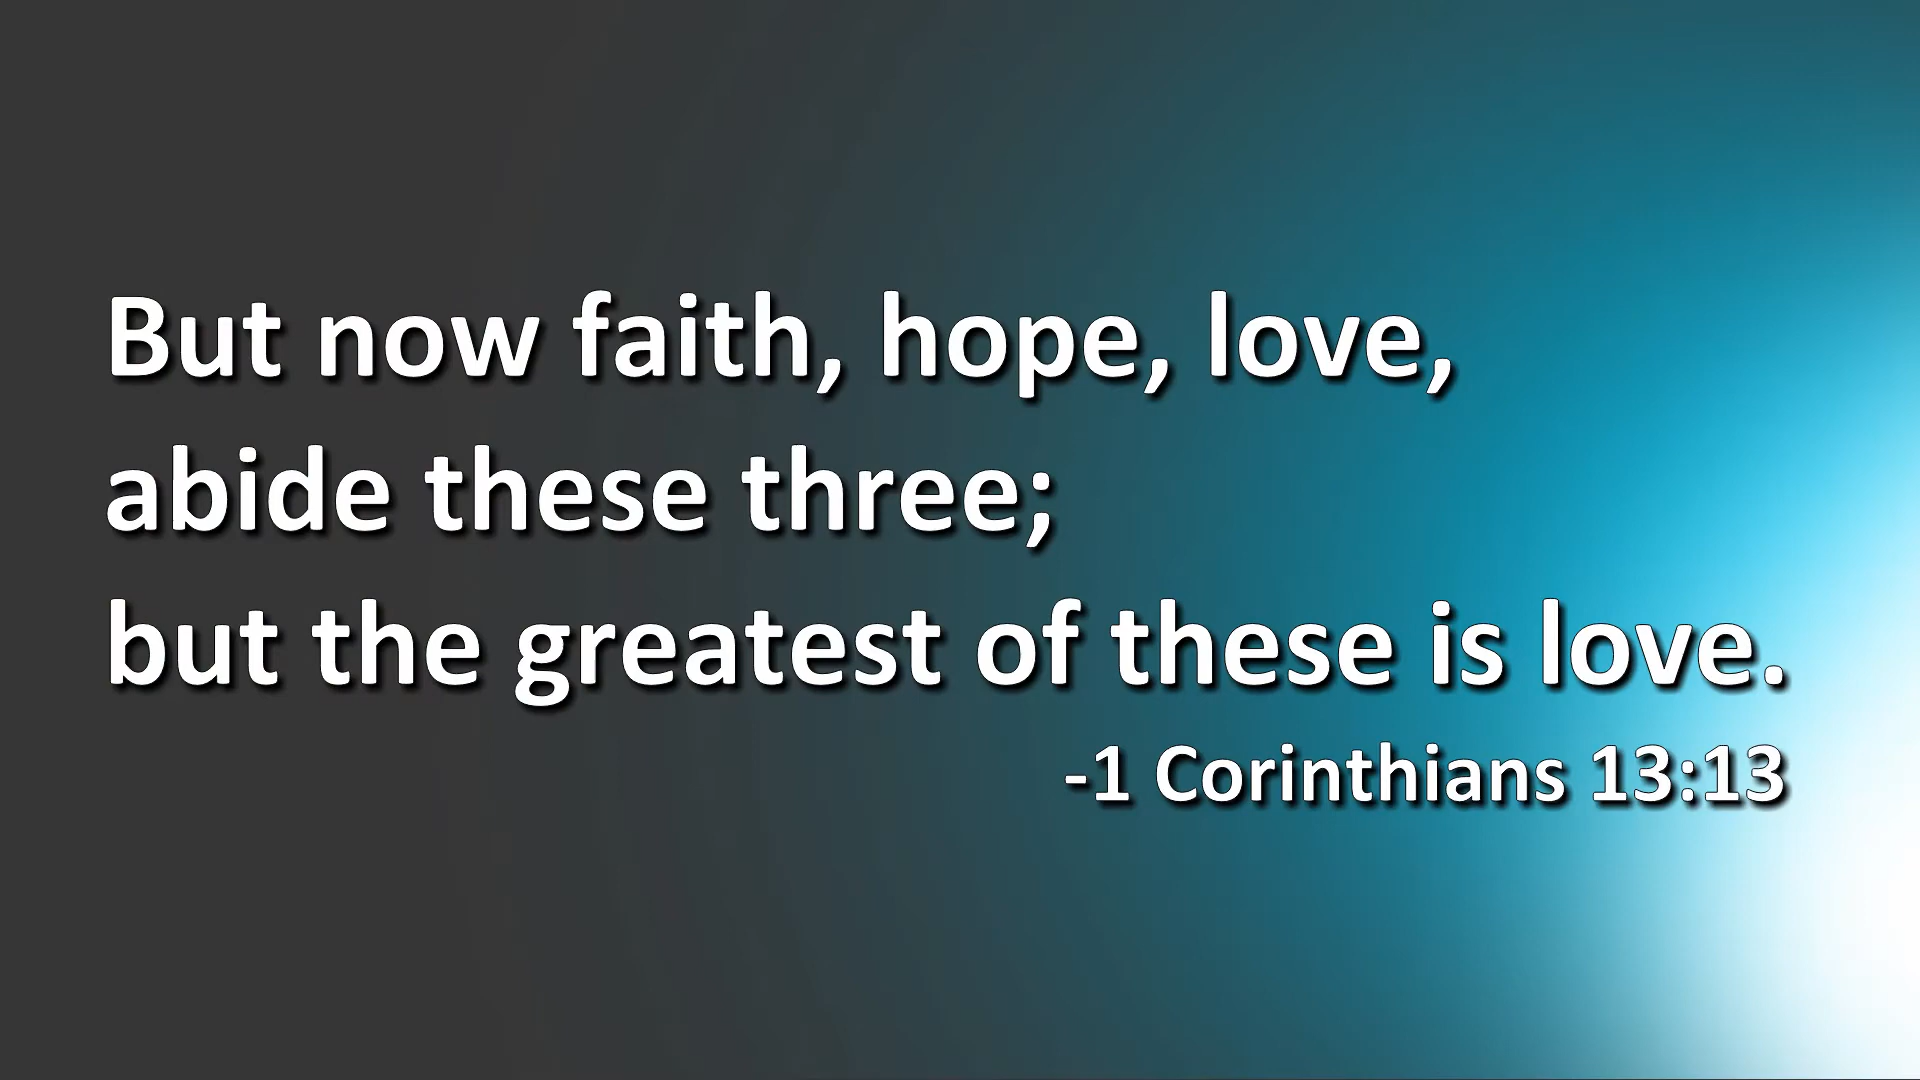 But now faith, hope, love,
abide these three;
but the greatest of these is love.
-1 Corinthians 13:13